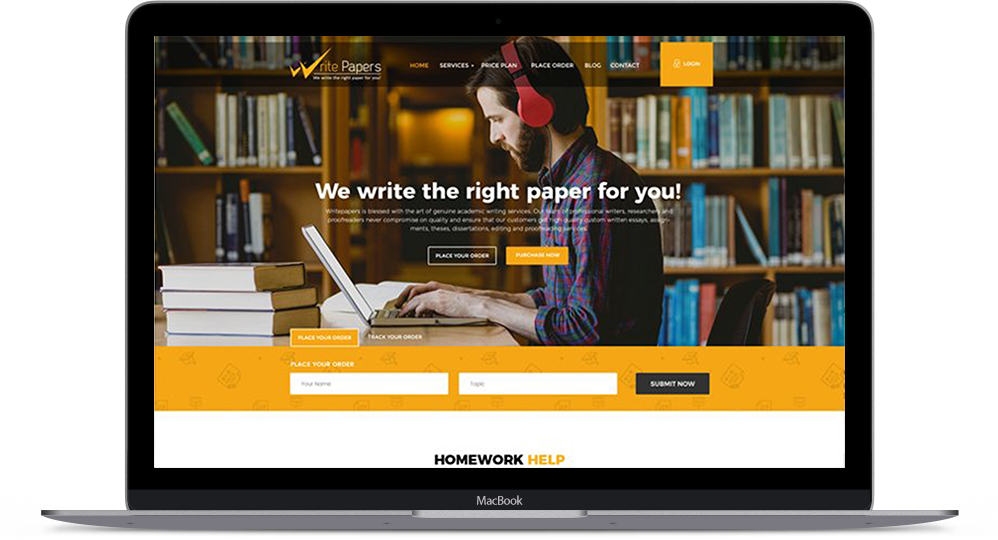 Write Papers
We write the right paper for you!
HOME SERVICES PRICE PLAN PLACE ORDER BLOG CONTACT LOGIN
We write the right paper for you!
Writepapers is blessed with the art of genuine academic writing services. Our team of professional writers, researchers and
proofreaders never compromise on quality and ensure that our customers get high quality custom written essays, assign-
ments, theses, dissertations, editing and proofreading services.
PLACE YOUR ORDER PURCHASE NOW
PLACE YOUR ORDER TRACK YOUR ORDER
PLACE YOUR ORDER
Your Name Topic SUBMIT NOW
HOMEWORK HELP
MacBook